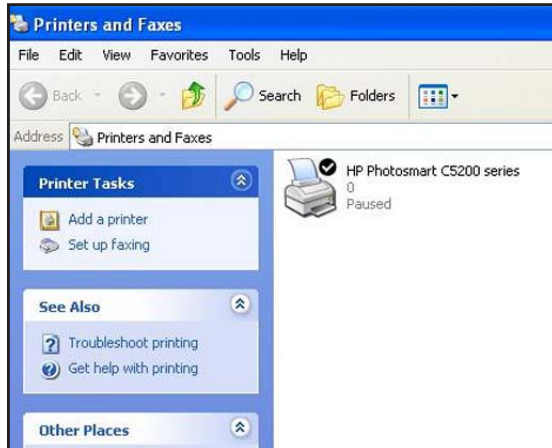 Printers and Faxes
File Edit View Favorites Tools Help
Back Search Folders
Address Printers and Faxes
Printer Tasks
Add a printer
Set up faxing
See Also
Troubleshoot printing
Get help with printing
Other Places
HP Photosmart C5200 series
0
Paused